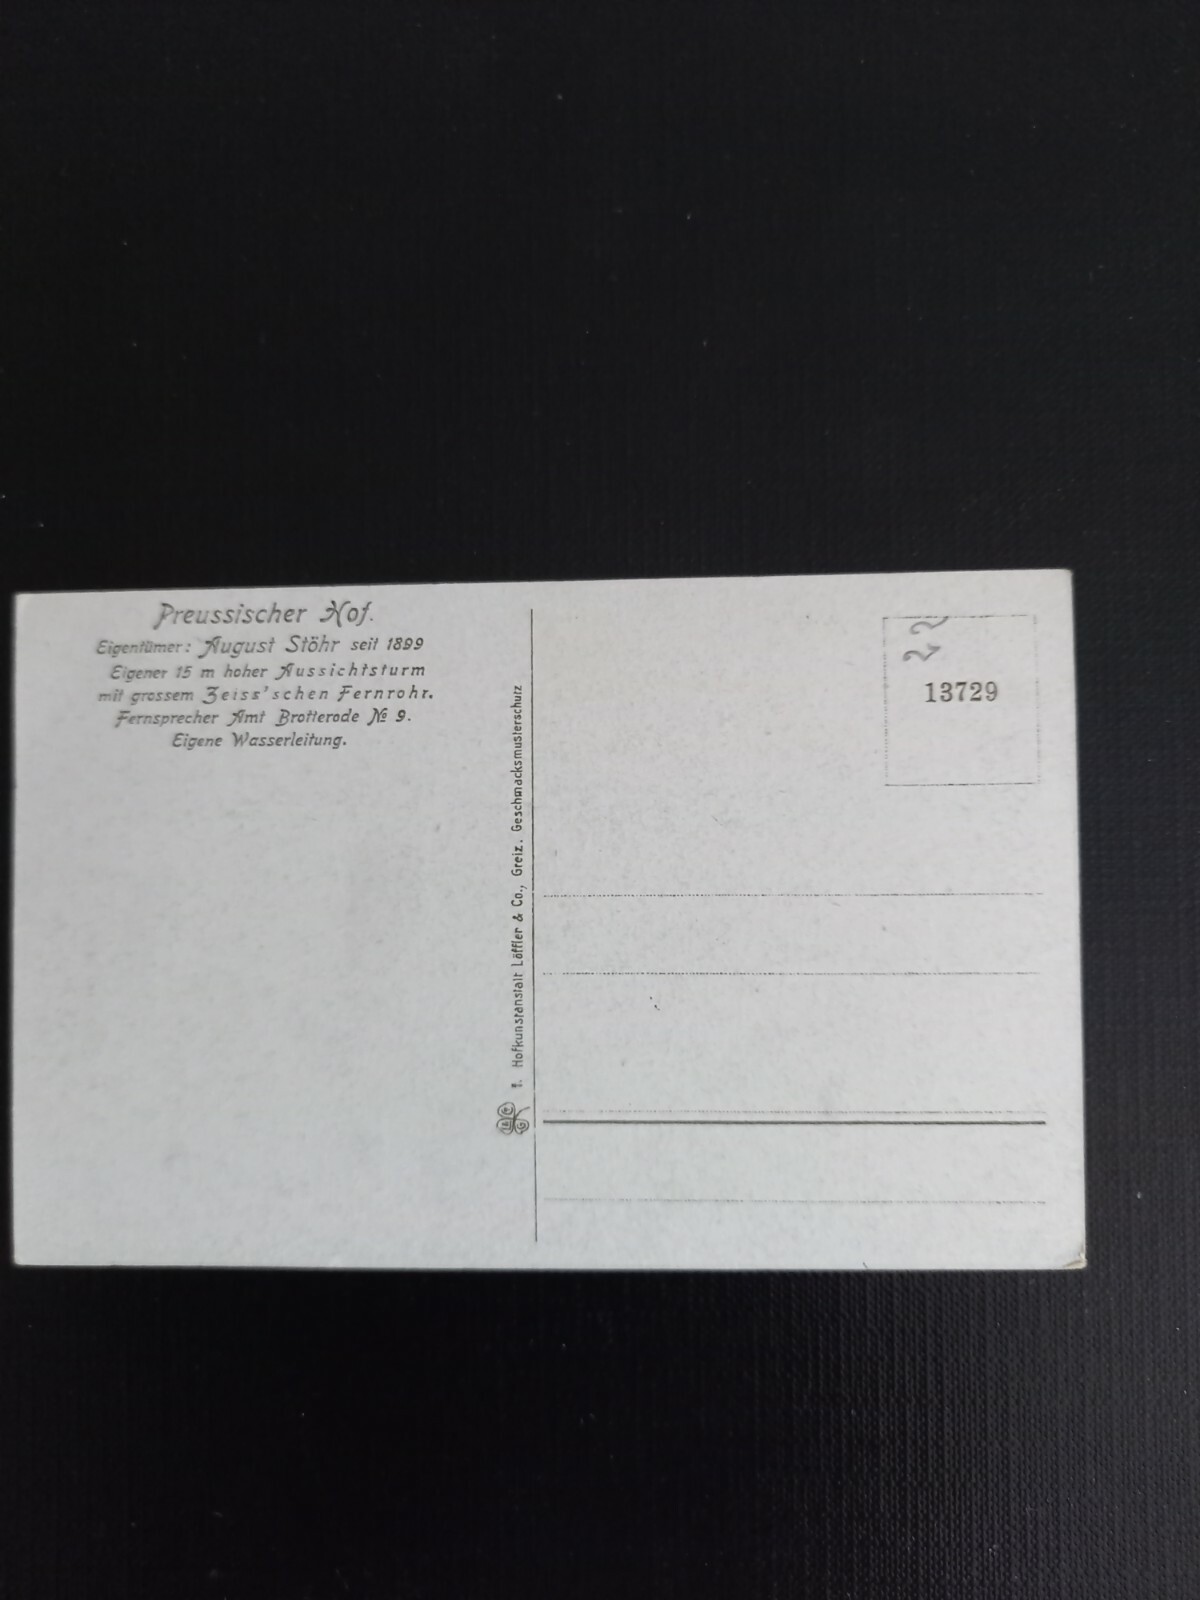 Preussischer Hof.
Eigentümer: August Stöhr seit 1899
Eigener 15 m hoher Aussichtsturm
mit grossem Zeiss'schen Fernrohr.
Fernsprecher Amt Brotterode № 9.
Eigene Wasserleitung.
Hofkunstanstalt Löffler & Co., Greiz. Geschmacksmusterschutz
22
13729